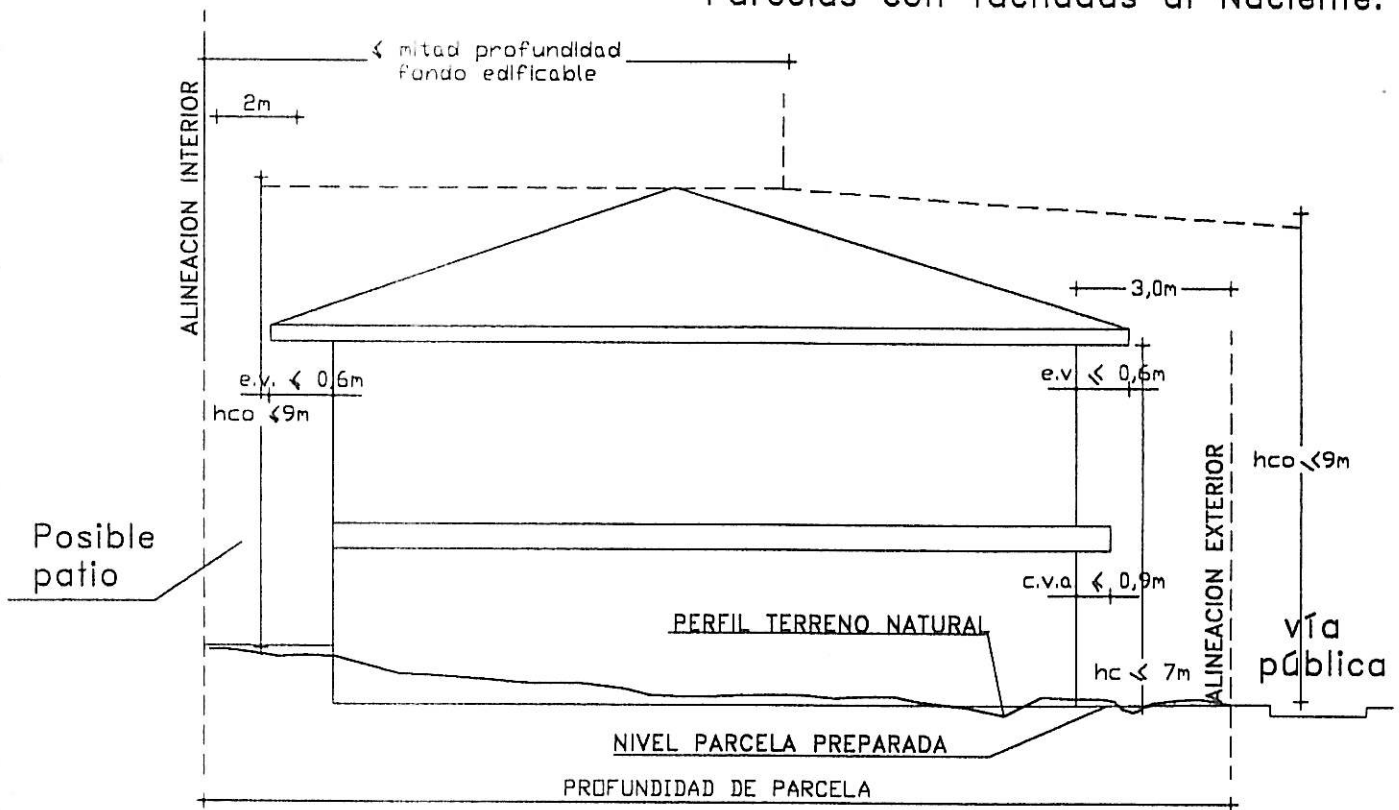 Parcelas con fachadas al Naciente.
≤ mitad profundidad
fondo edificable
2m
ALINEACION INTERIOR
3,0m
e.v. ≤ 0,6m
e.v ≤ 0,6m
hco ≤9m
hco ≤9m
ALINEACION EXTERIOR
Posible
patio
c.v.a ≤ 0,9m
PERFIL TERRENO NATURAL
vía
pública
hc ≤ 7m
NIVEL PARCELA PREPARADA
PROFUNDIDAD DE PARCELA